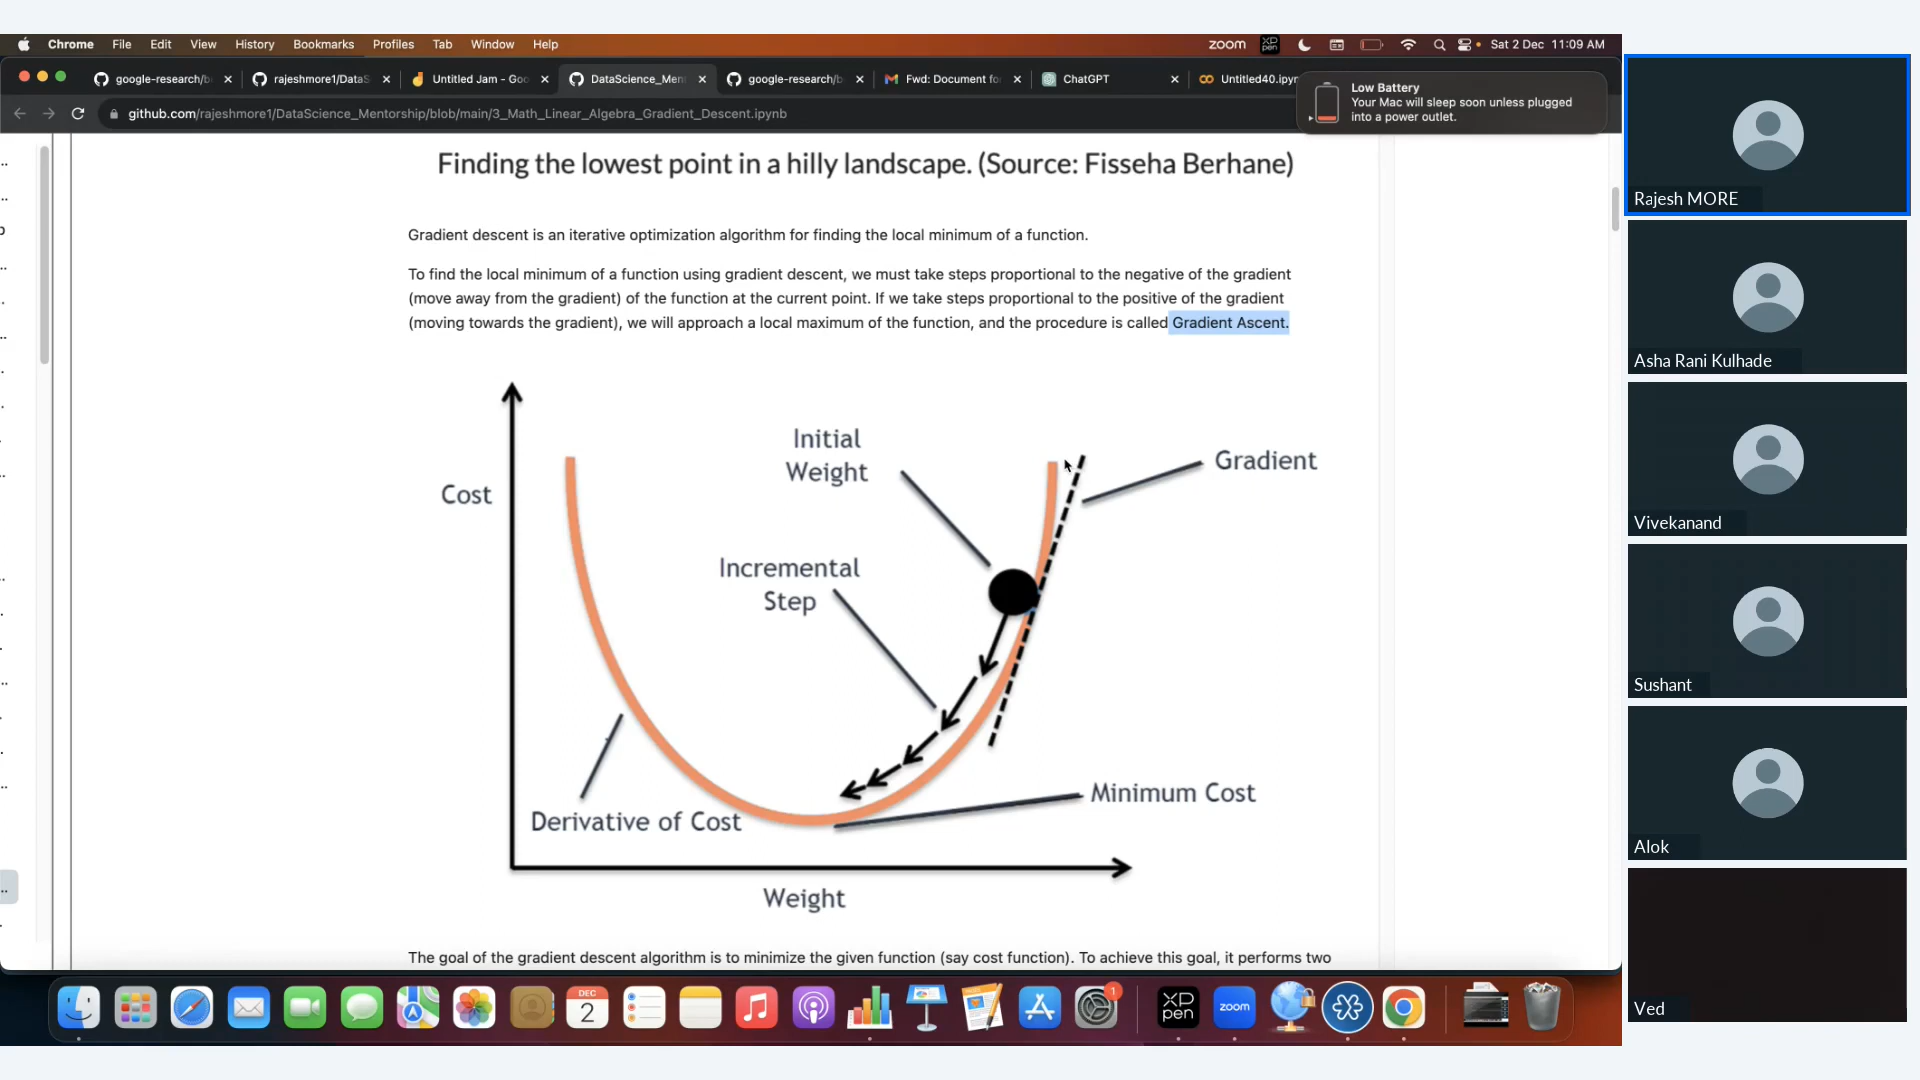 Chrome File Edit View History Bookmarks Profiles Tab Window Help
zoom XP pen Sat 2 Dec 11:09 AM
google-research/b
rajeshmore1/DataS
Untitled Jam - Goo
DataScience_Men
google-research/b
Fwd: Document fo
ChatGPT
Untitled40.ipyn
Low Battery
Your Mac will sleep soon unless plugged
into a power outlet.
github.com/rajeshmore1/DataScience_Mentorship/blob/main/3_Math_Linear_Algebra_Gradient_Descent.ipynb
Finding the lowest point in a hilly landscape. (Source: Fisseha Berhane)
Gradient descent is an iterative optimization algorithm for finding the local minimum of a function.
To find the local minimum of a function using gradient descent, we must take steps proportional to the negative of the gradient
(move away from the gradient) of the function at the current point. If we take steps proportional to the positive of the gradient
(moving towards the gradient), we will approach a local maximum of the function, and the procedure is called Gradient Ascent.
Initial
Weight
Gradient
Cost
Incremental
Step
Minimum Cost
Derivative of Cost
Weight
The goal of the gradient descent algorithm is to minimize the given function (say cost function). To achieve this goal, it performs two
DEC
2
1
XP
pen
zoom
Rajesh MORE
Asha Rani Kulhade
Vivekanand
Sushant
Alok
Ved